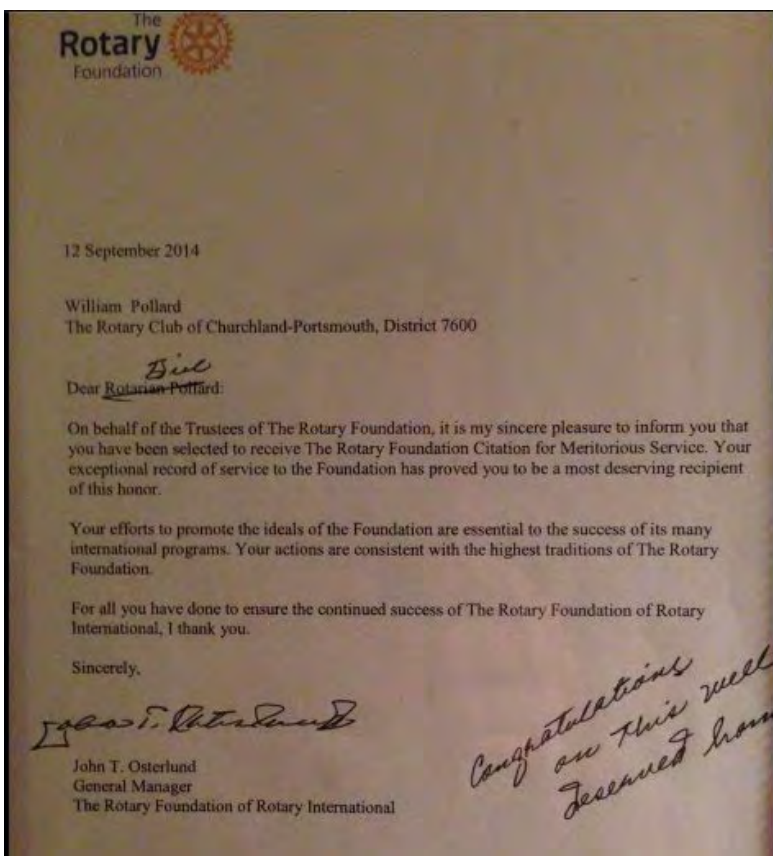 The
Rotary
Foundation
12 September 2014
William Pollard
The Rotary Club of Churchland-Portsmouth, District 7600
Bill
Dear Rotarian Pollard:
On behalf of the Trustees of The Rotary Foundation, it is my sincere pleasure to inform you that
you have been selected to receive The Rotary Foundation Citation for Meritorious Service. Your
exceptional record of service to the Foundation has proved you to be a most deserving recipient
of this honor.
Your efforts to promote the ideals of the Foundation are essential to the success of its many
international programs. Your actions are consistent with the highest traditions of The Rotary
Foundation.
For all you have done to ensure the continued success of The Rotary Foundation of Rotary
International, I thank you.
Sincerely,
John T. Osterlund
General Manager
The Rotary Foundation of Rotary International
Congratulations
on this well
deserved